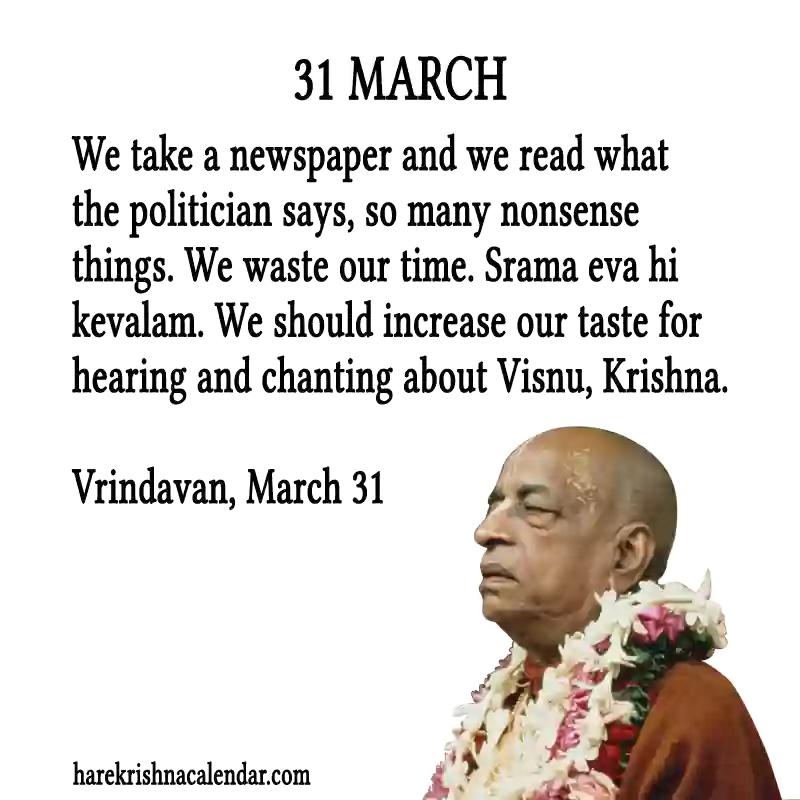 31 MARCH
We take a newspaper and we read what
the politician says, so many nonsense
things. We waste our time. Srama eva hi
kevalam. We should increase our taste for
hearing and chanting about Visnu, Krishna.
Vrindavan, March 31
harekrishnacalendar.com